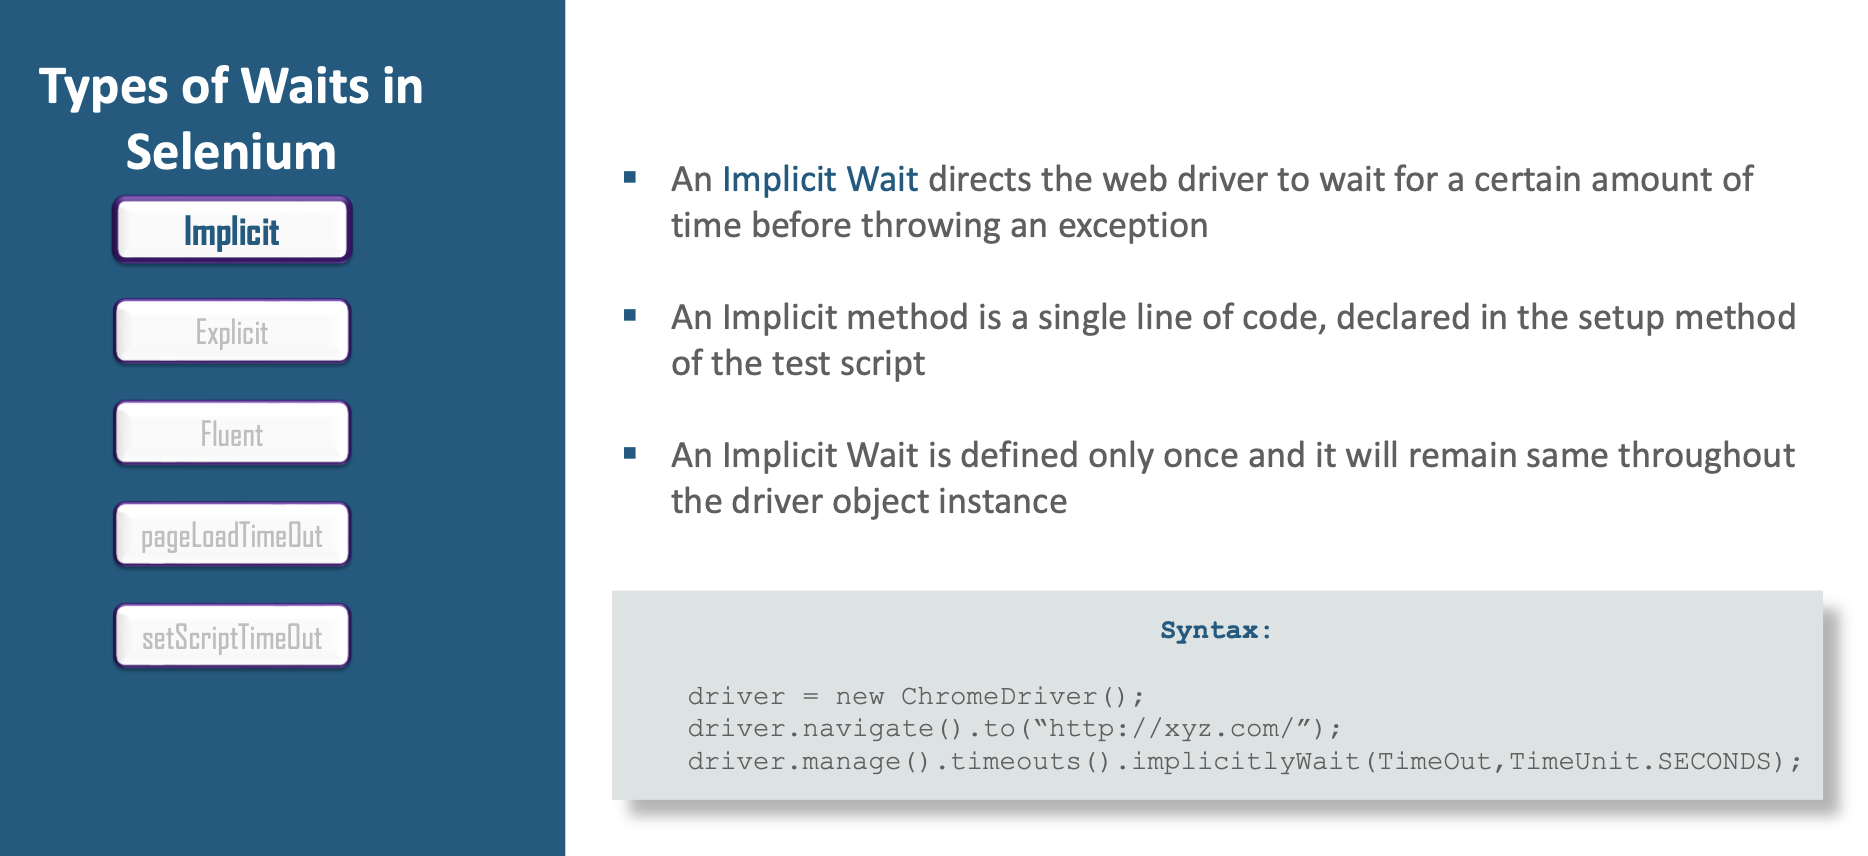 Types of Waits in
Selenium
Implicit
Explicit
Fluent
pageLoadTimeOut
setScriptTimeOut
▪ An Implicit Wait directs the web driver to wait for a certain amount of
time before throwing an exception
▪ An Implicit method is a single line of code, declared in the setup method
of the test script
▪ An Implicit Wait is defined only once and it will remain same throughout
the driver object instance
Syntax:
driver = new ChromeDriver();
driver.navigate().to(“http://xyz.com/”);
driver.manage().timeouts().implicitlyWait(TimeOut,TimeUnit.SECONDS);